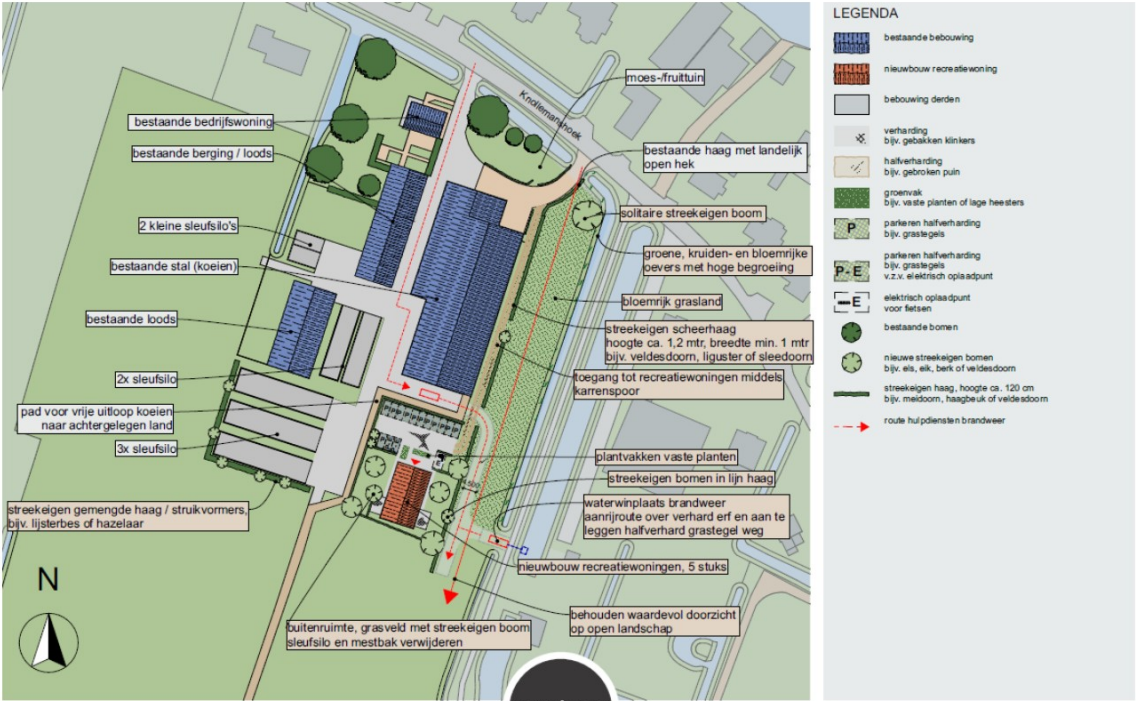 Knollemanshoek
moes-/fruittuin
bestaande bedrijfswoning
bestaande berging / loods
bestaande haag met landelijk
open hek
solitaire streekeigen boom
2 kleine sleufsilo's
groene, kruiden- en bloemrijke
oevers met hoge begroeiing
bestaande stal (koeien)
bloemrijk grasland
bestaande loods
streekeigen scheerhaag
hoogte ca. 1,2 mtr, breedte min. 1 mtr
bijv. veldesdoorn, liguster of sleedoorn
2x sleufsilo
toegang tot recreatiewoningen middels
karrenspoor
pad voor vrije uitloop koeien
naar achtergelegen land
3x sleufsilo
plantvakken vaste planten
streekeigen bomen in lijn haag
4.500
streekeigen gemengde haag / struikvormers,
bijv. lijsterbes of hazelaar
waterwinplaats brandweer
aanrijroute over verhard erf en aan te
leggen halfverhard grastegel weg
nieuwbouw recreatiewoningen, 5 stuks
behouden waardevol doorzicht
op open landschap
buitenruimte, grasveld met streekeigen boom
sleufsilo en mestbak verwijderen
N
LEGENDA
bestaande bebouwing
nieuwbouw recreatiewoning
bebouwing derden
verharding
bijv. gebakken klinkers
halfverharding
bijv. gebroken puin
groenvak
bijv. vaste planten of lage heesters
P
parkeren halfverharding
bijv. grastegels
P-E
parkeren halfverharding
bijv. grastegels
v.z.v. elektrisch oplaadpunt
E
elektrisch oplaadpunt
voor fietsen
bestaande bomen
nieuwe streekeigen bomen
bijv. els, eik, berk of veldesdoorn
streekeigen haag, hoogte ca. 120 cm
bijv. meidoorn, haagbeuk of veldesdoorn
route hulpdiensten brandweer